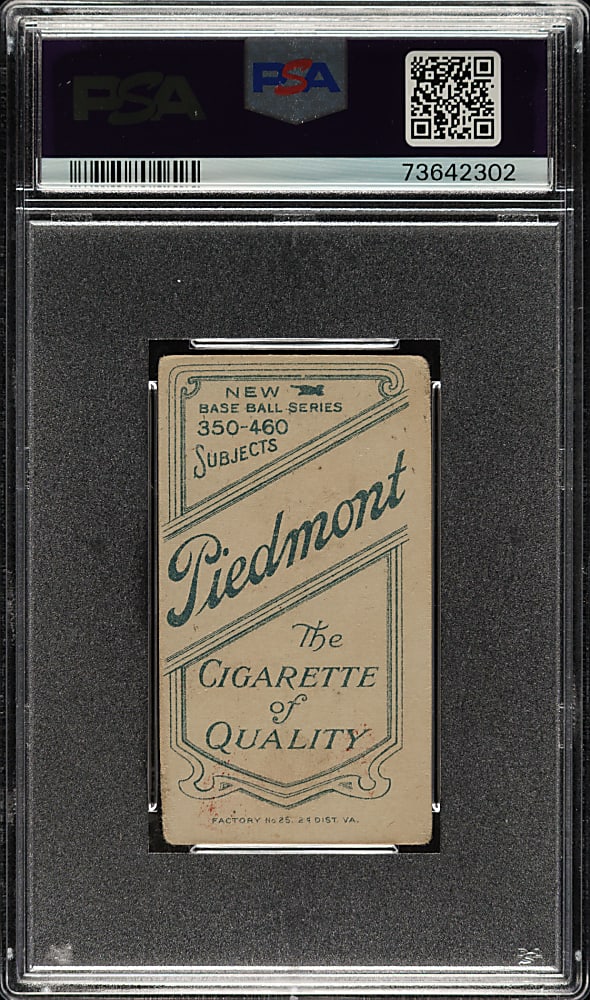 PSA
PSA
73642302
NEW
BASE BALL SERIES
350-460
SUBJECTS
Piedmont
The
CIGARETTE
of
QUALITY
FACTORY No 25. 2d DIST. VA.